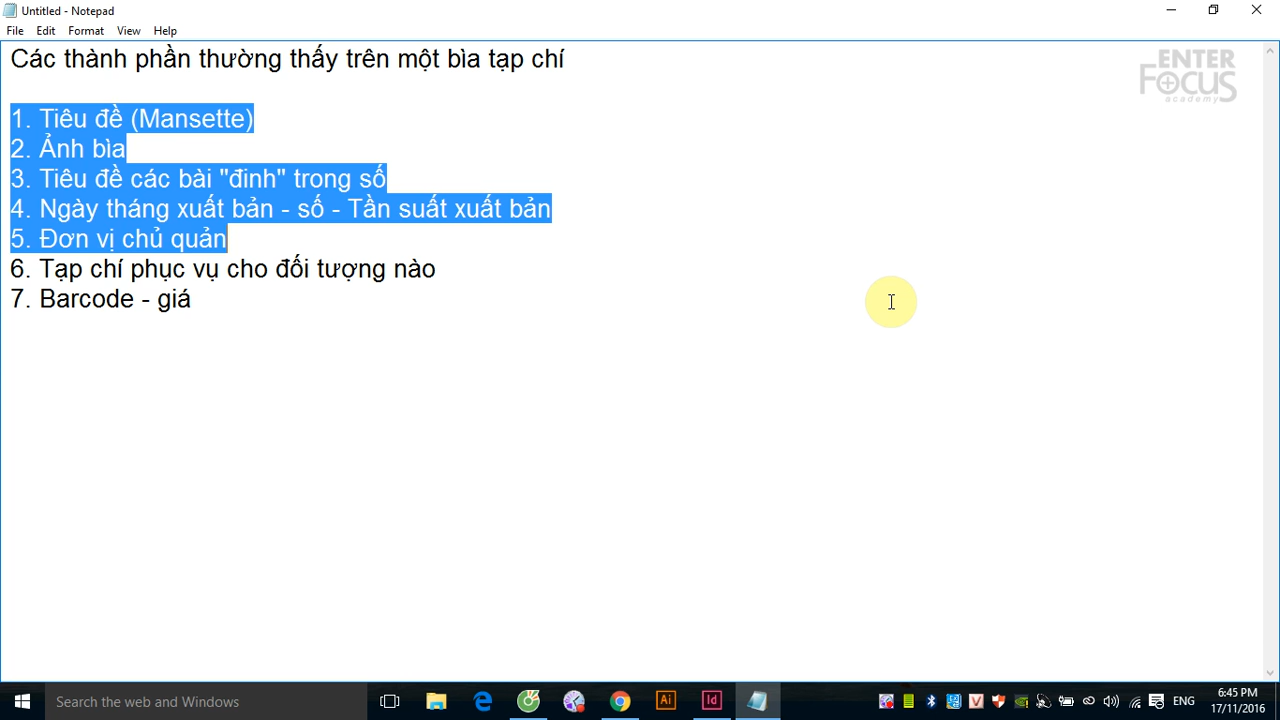 Untitled - Notepad
File Edit Format View Help
Các thành phần thường thấy trên một bìa tạp chí
ENTER
FOCUS
academy
1. Tiêu đề (Mansette)
2. Ảnh bìa
3. Tiêu đề các bài "đinh" trong số
4. Ngày tháng xuất bản - số - Tần suất xuất bản
5. Đơn vị chủ quản
6. Tạp chí phục vụ cho đối tượng nào
7. Barcode - giá
Search the web and Windows
Ai
Id
ENG
6:45 PM
17/11/2016